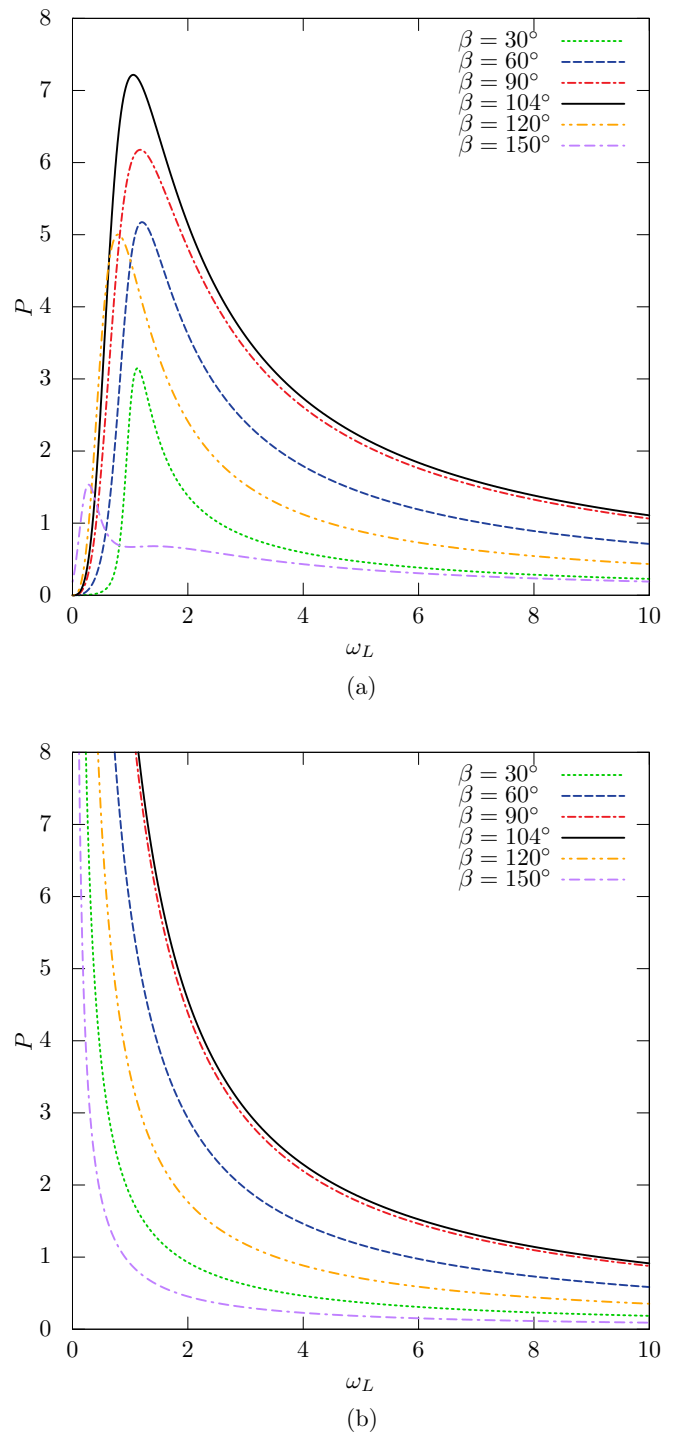 8
7
6
5
4
3
2
1
0
P
β = 30°
β = 60°
β = 90°
β = 104°
β = 120°
β = 150°
0 2 4 6 8 10
ω_L
(a)
8
7
6
5
4
3
2
1
0
P
β = 30°
β = 60°
β = 90°
β = 104°
β = 120°
β = 150°
0 2 4 6 8 10
ω_L
(b)